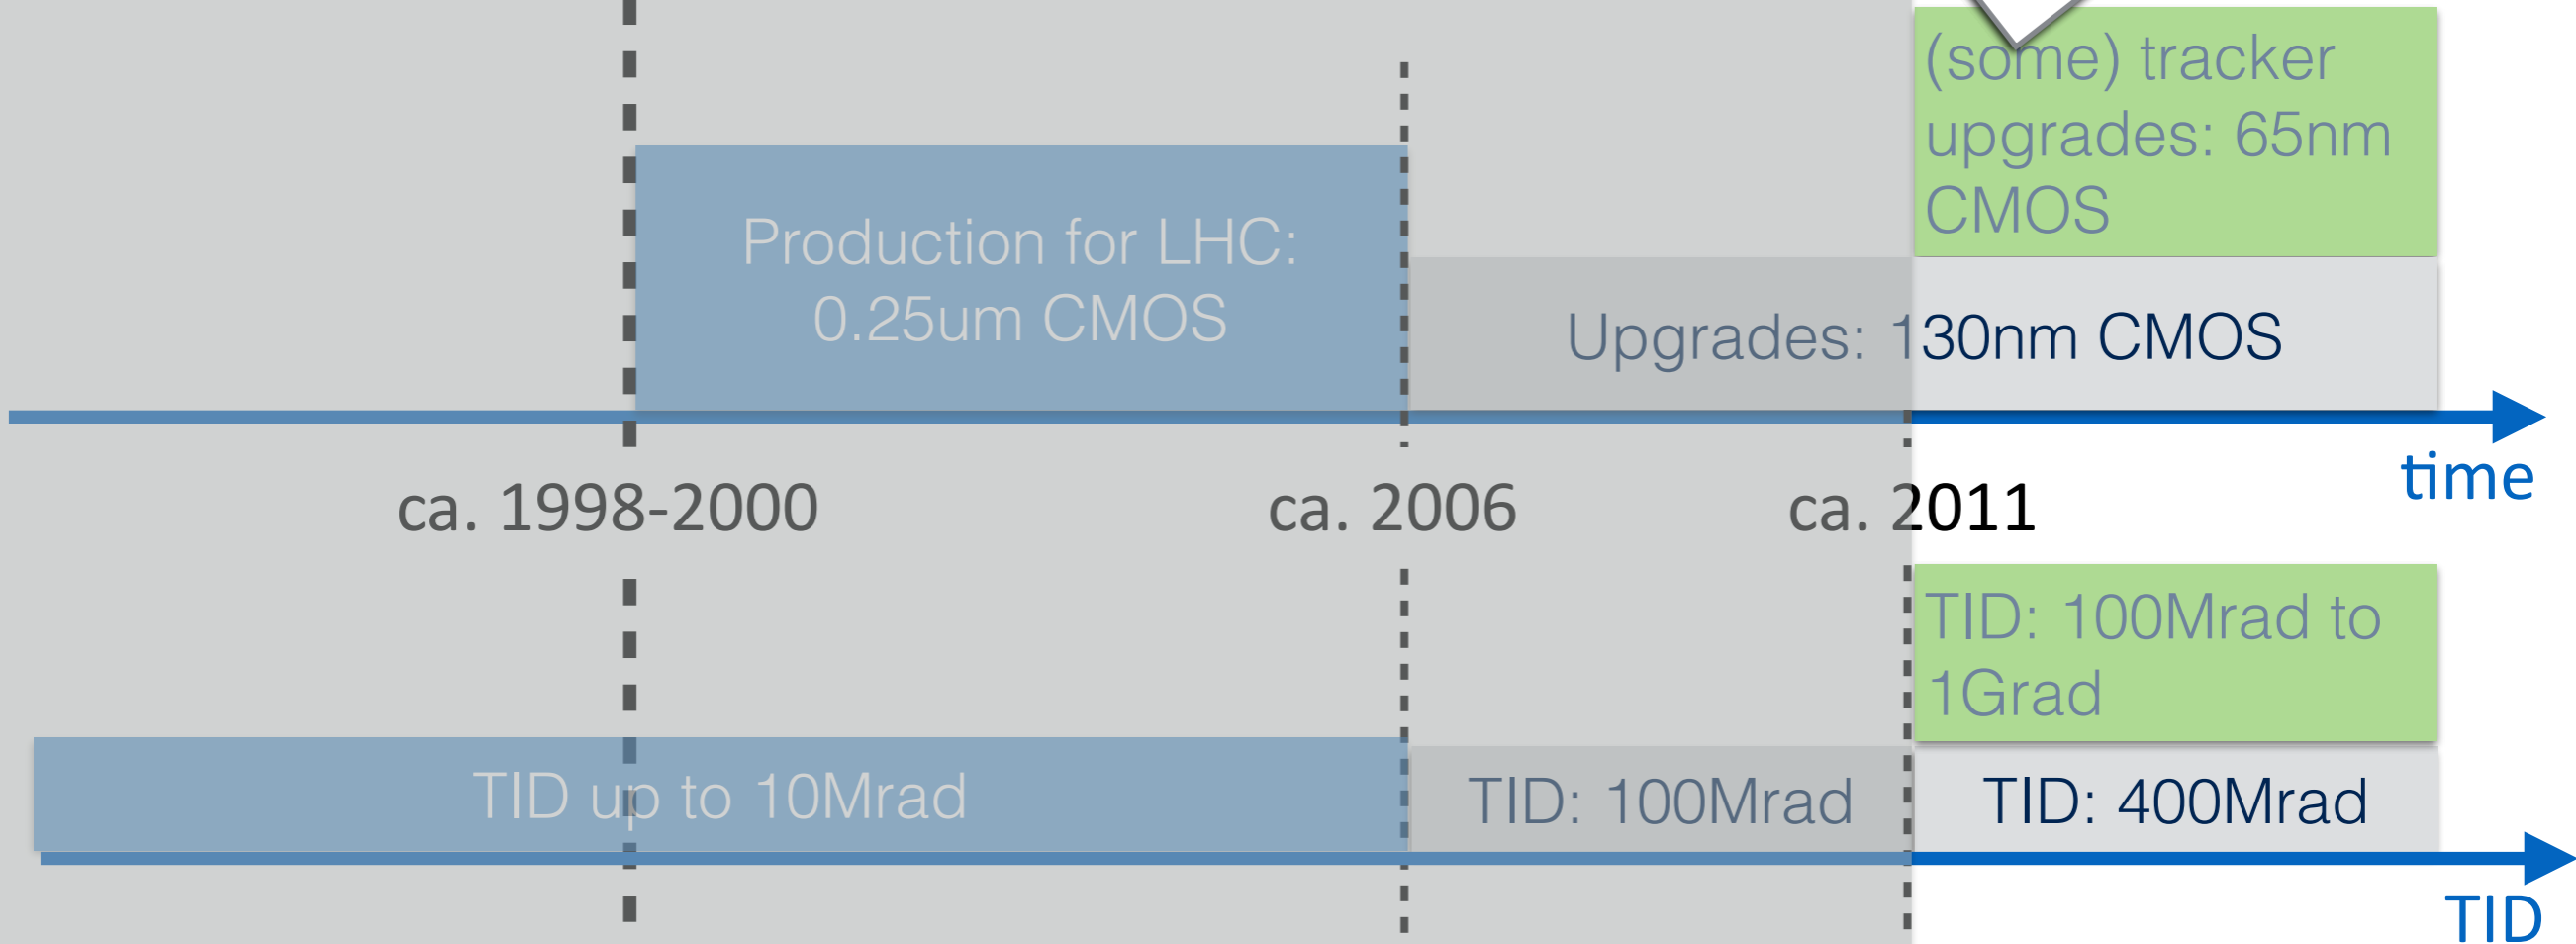 (some) tracker
upgrades: 65nm
CMOS
Production for LHC:
0.25um CMOS
Upgrades: 130nm CMOS
time
ca. 1998-2000
ca. 2006
ca. 2011
TID: 100Mrad to
1Grad
TID up to 10Mrad
TID: 100Mrad
TID: 400Mrad
TID